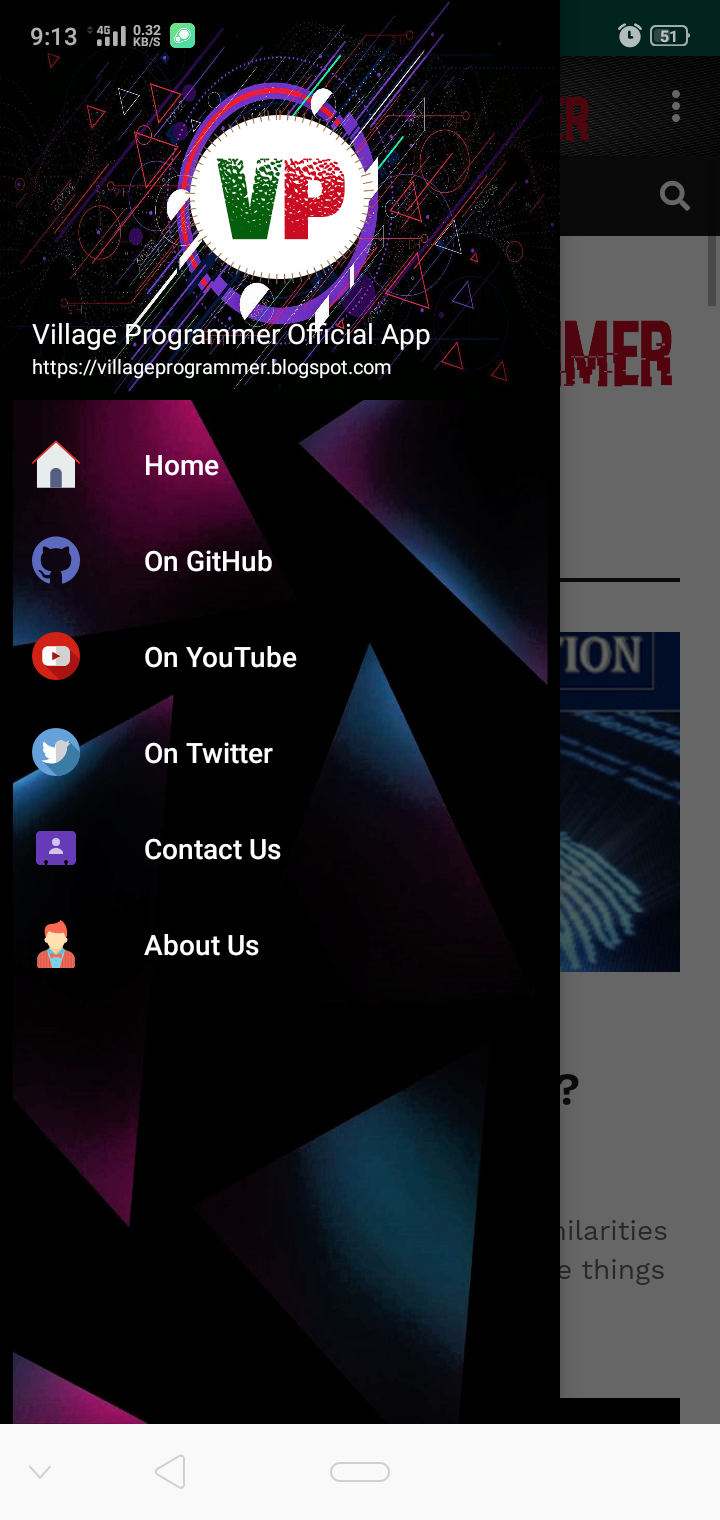 9:13 4G 0.32 KB/S 51
VP
Village Programmer Official App
https://villageprogrammer.blogspot.com
Home
On GitHub
On YouTube
On Twitter
Contact Us
About Us
ER
MER
TION
?
milarities
e things